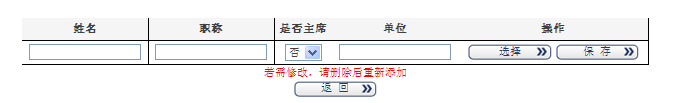 姓名 职称 是否主席 单位 操作
否 选择 保 存
若需修改，请删除后重新添加
返 回